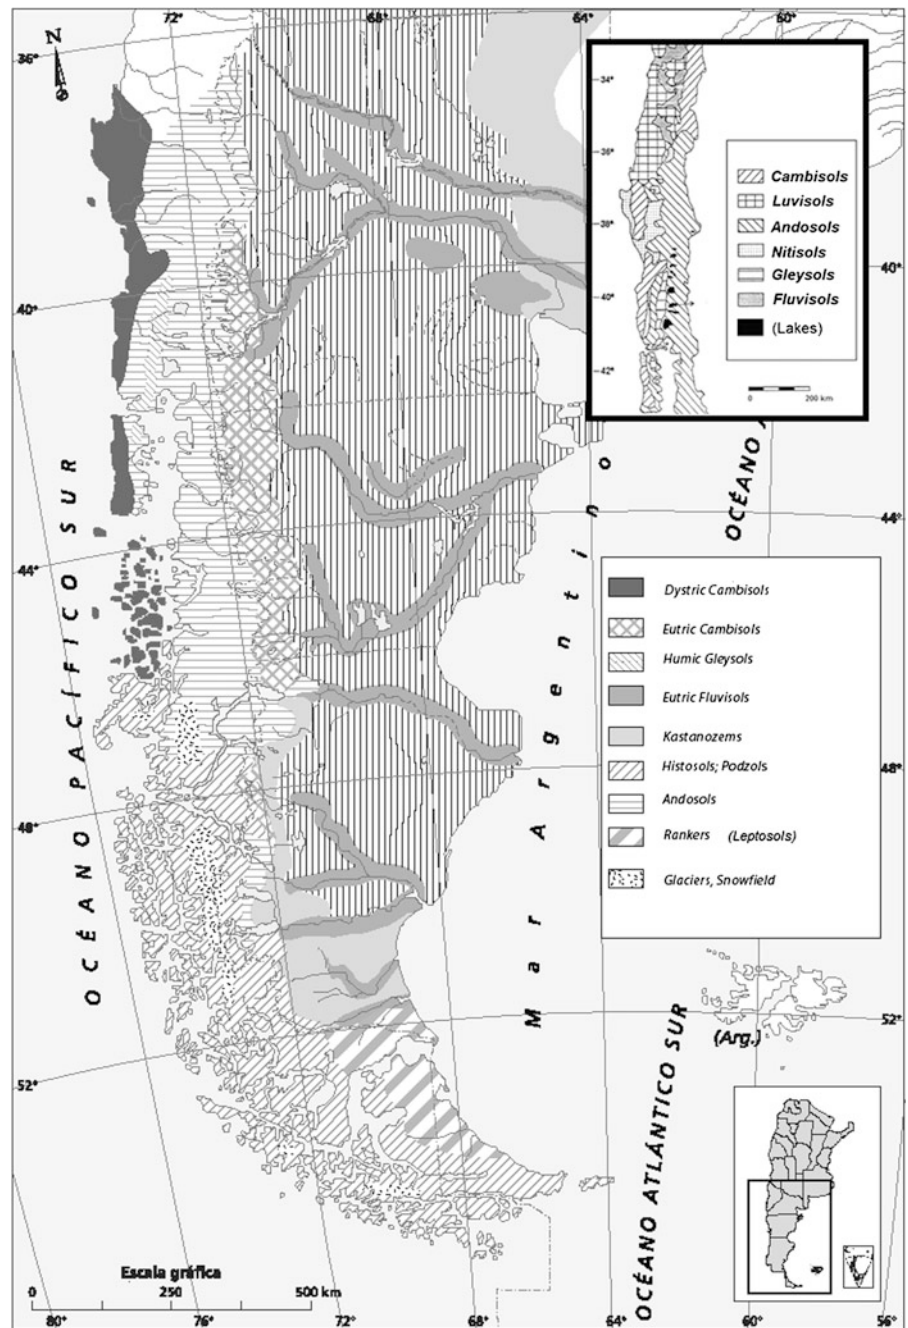 72°
68°
64°
60°
N
36°
34°
36°
38°
40°
42°
Cambisols
Luvisols
Andosols
Nitisols
Gleysols
Fluvisols
(Lakes)
0 200 km
40°
40°
OCÉANO PACÍFICO SUR
Mar Argentino
OCÉANO A
44°
44°
Dystric Cambisols
Eutric Cambisols
Humic Gleysols
Eutric Fluvisols
Kastanozems
Histosols; Podzols
Andosols
Rankers (Leptosols)
Glaciers, Snowfield
48°
48°
52°
52°
(Arg.)
OCÉANO ATLÁNTICO SUR
Escala gráfica
0 250 500 km
80° 76° 72° 68° 64° 60° 56°